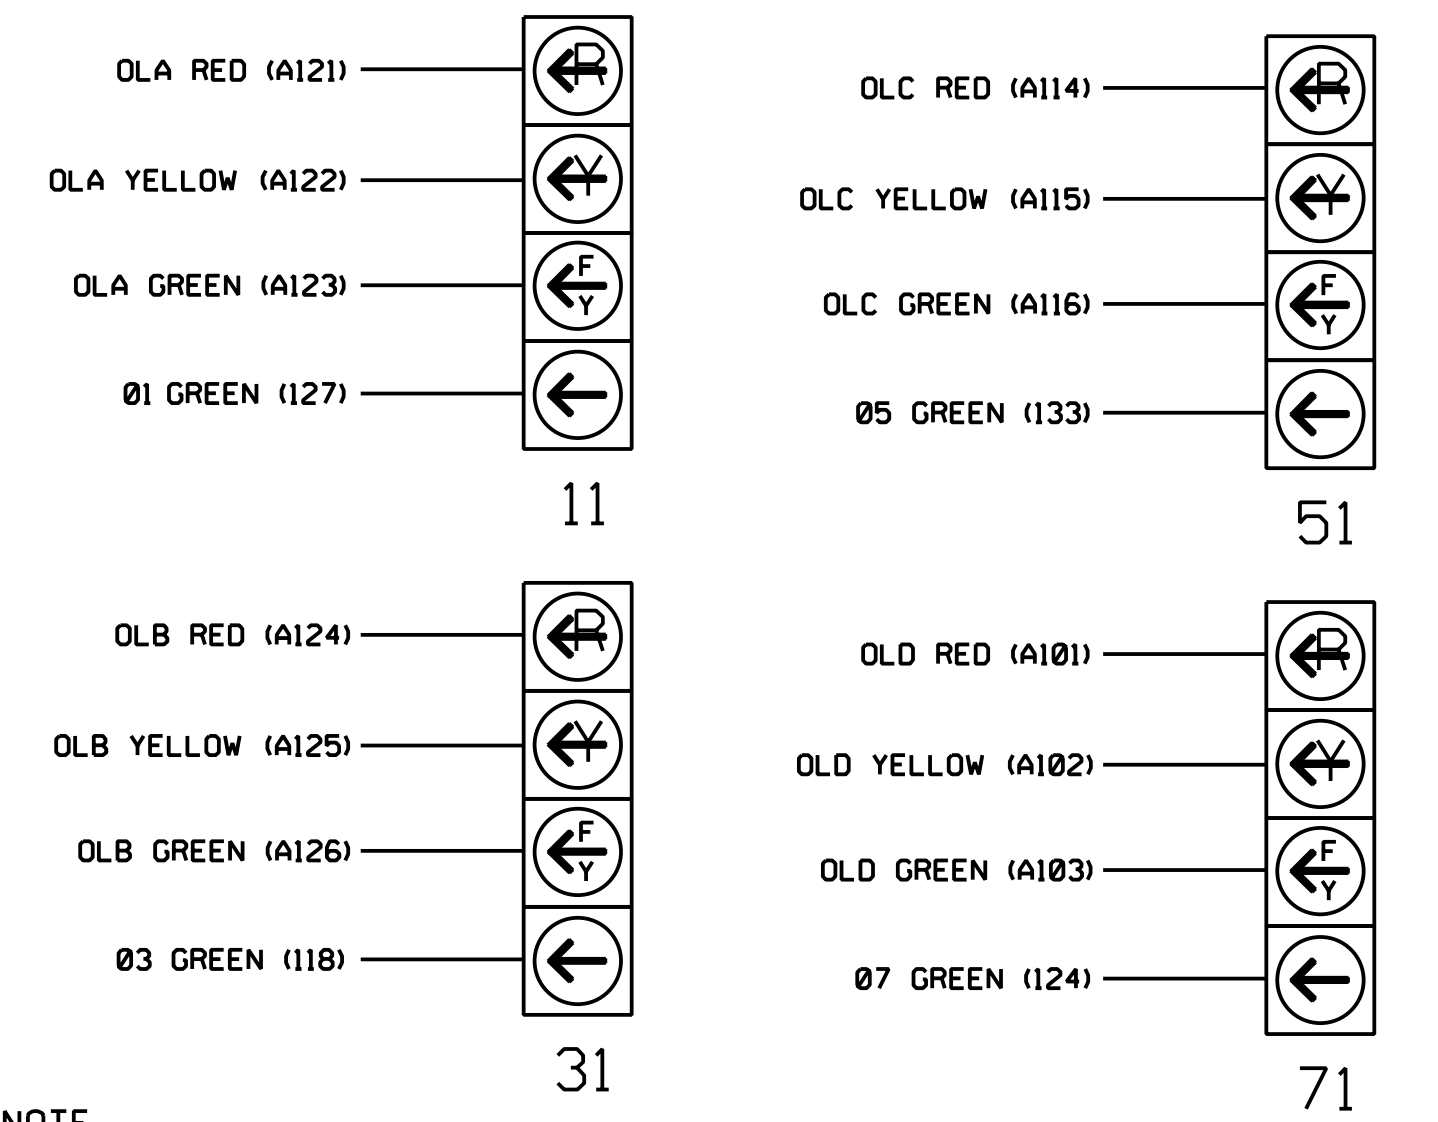 OLA RED (A121)
R
OLA YELLOW (A122)
Y
OLA GREEN (A123)
F
Y
01 GREEN (127)
11
OLC RED (A114)
R
OLC YELLOW (A115)
Y
OLC GREEN (A116)
F
Y
05 GREEN (133)
51
OLB RED (A124)
R
OLB YELLOW (A125)
Y
OLB GREEN (A126)
F
Y
03 GREEN (118)
31
OLD RED (A101)
R
OLD YELLOW (A102)
Y
OLD GREEN (A103)
F
Y
07 GREEN (124)
71
NOTE